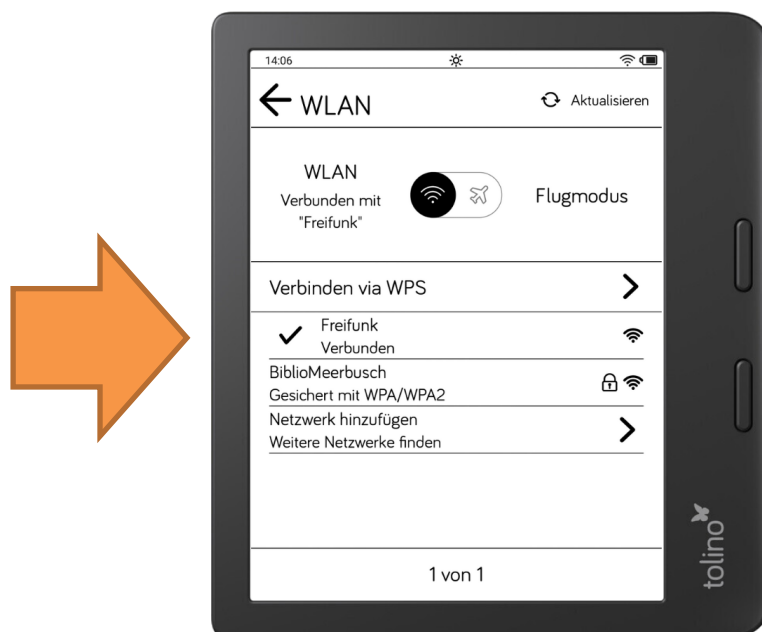 14:06
WLAN
Aktualisieren
WLAN
Verbunden mit
"Freifunk"
Flugmodus
Verbinden via WPS
Freifunk
Verbunden
BiblioMeerbusch
Gesichert mit WPA/WPA2
Netzwerk hinzufügen
Weitere Netzwerke finden
1 von 1
tolino